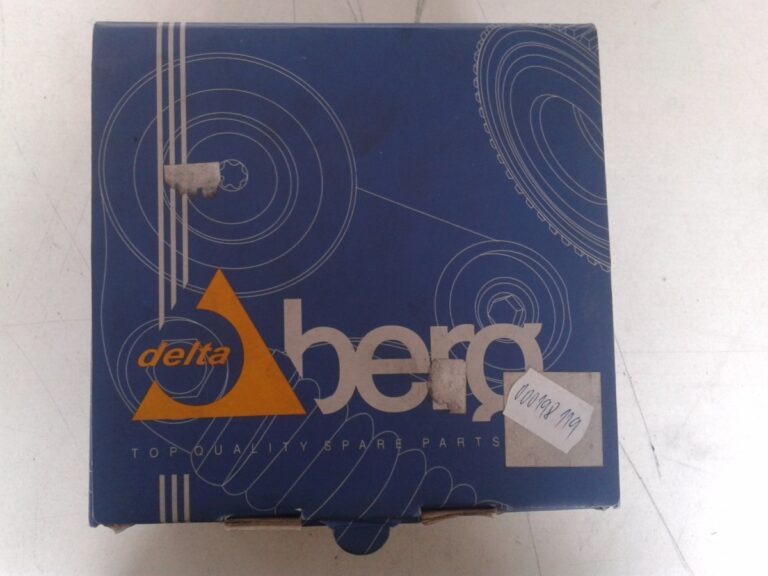 delta
berg
TOP QUALITY SPARE PARTS
000198 119